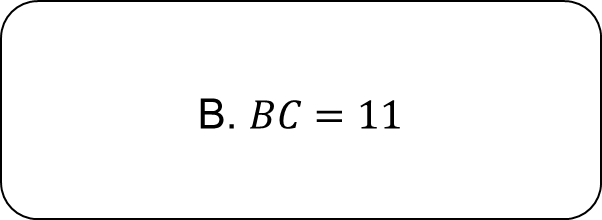 B. BC = 11